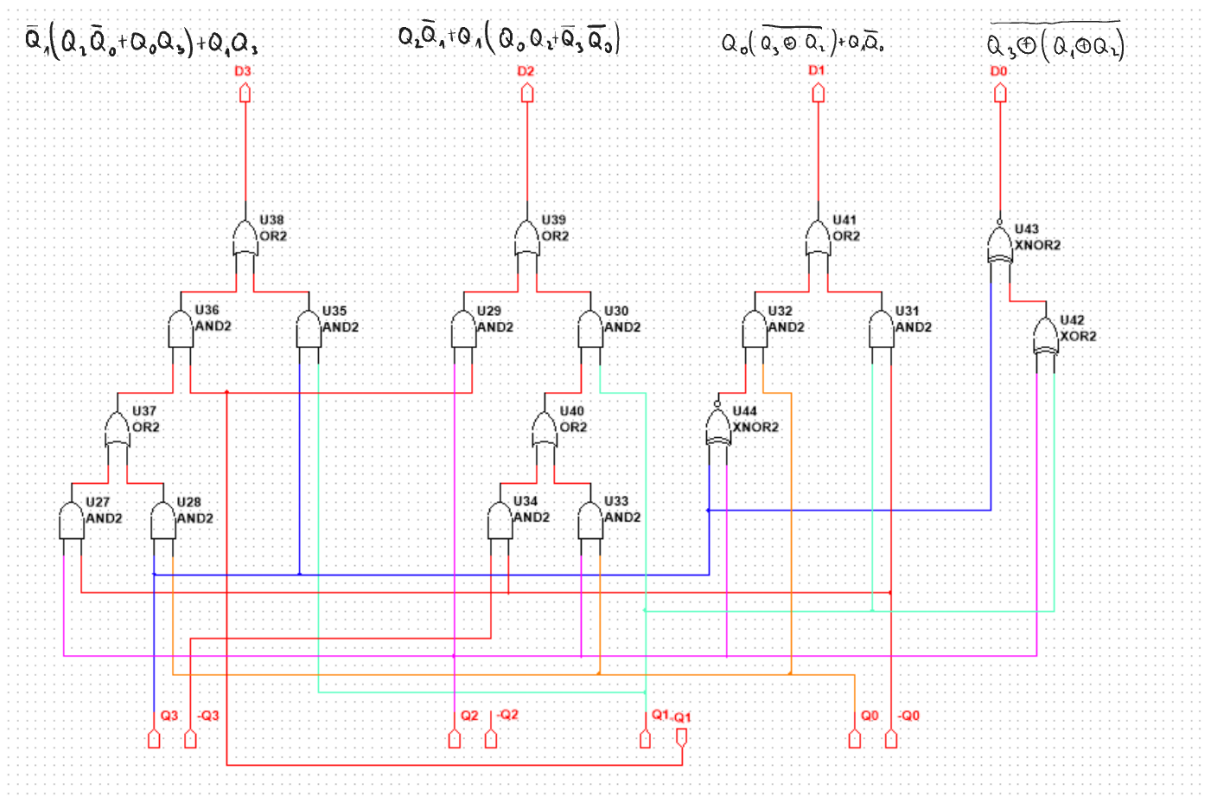 Q̅₁(Q₂Q̅₀+Q₀Q₃)+Q₁Q₃
Q₂Q̅₁+Q₁(Q₀Q₂+Q̅₃Q̅₀)
Q₀(\overline{Q₃⊕Q₂})+Q₁Q̅₀
\overline{Q₃⊕(Q₁⊕Q₂)}
D3
D2
D1
D0
U38
OR2
U39
OR2
U41
OR2
U43
XNOR2
U36
AND2
U35
AND2
U29
AND2
U30
AND2
U32
AND2
U31
AND2
U42
XOR2
U37
OR2
U40
OR2
U44
XNOR2
U27
AND2
U28
AND2
U34
AND2
U33
AND2
Q3
-Q3
Q2
-Q2
Q1
-Q1
Q0
-Q0